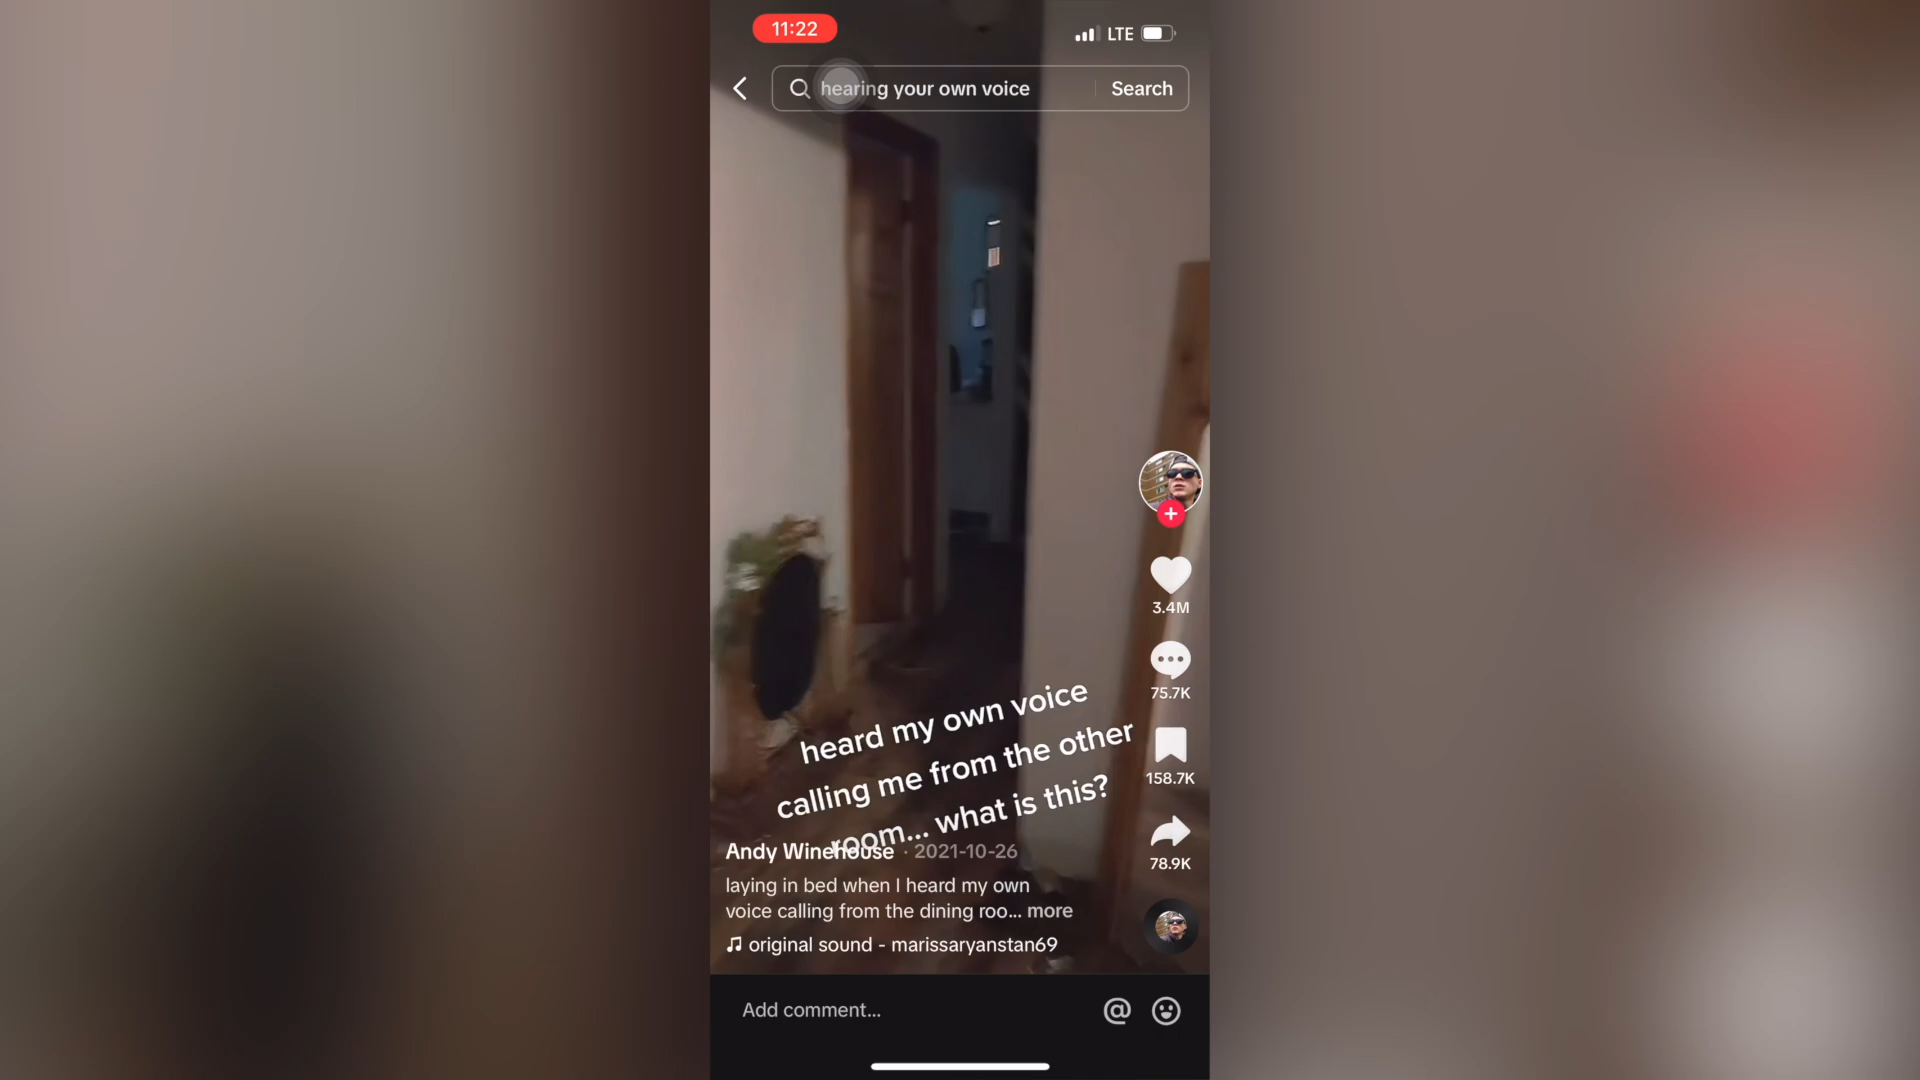 11:22
LTE
hearing your own voice
Search
3.4M
75.7K
158.7K
78.9K
heard my own voice
calling me from the other
room... what is this?
Andy Winehouse · 2021-10-26
laying in bed when I heard my own
voice calling from the dining roo... more
original sound - marissaryanstan69
Add comment...
@